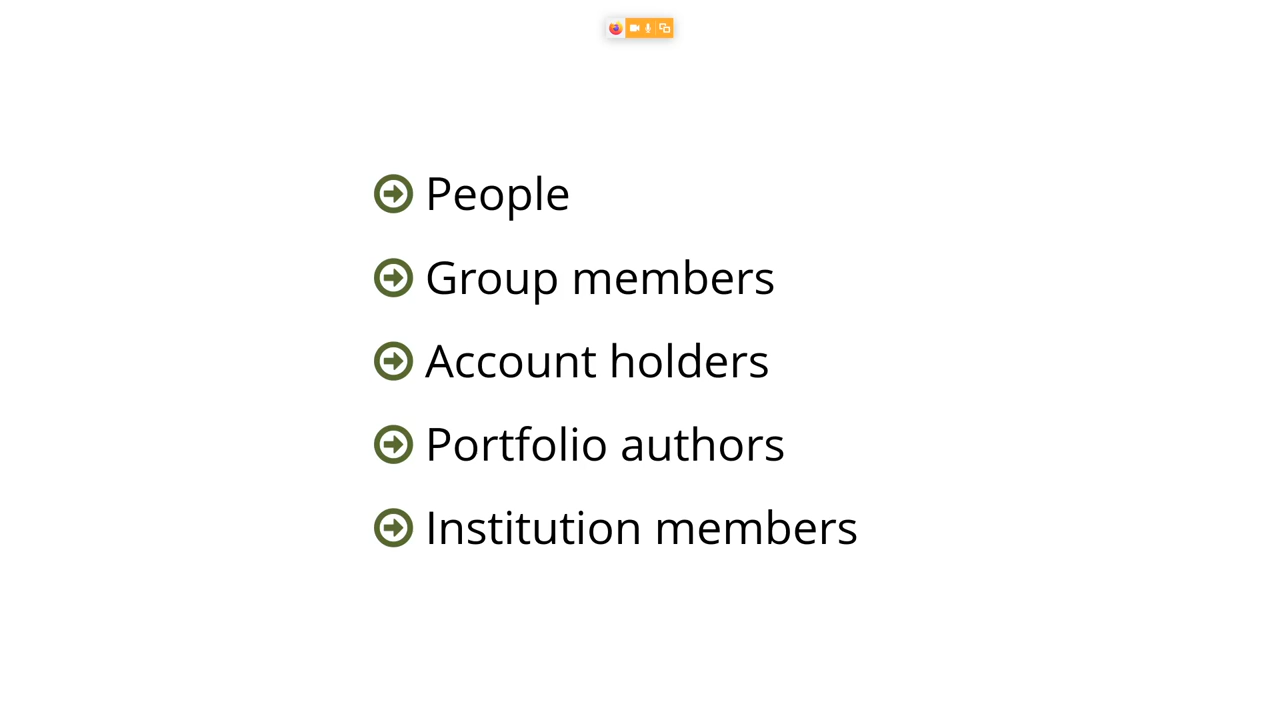 People
Group members
Account holders
Portfolio authors
Institution members